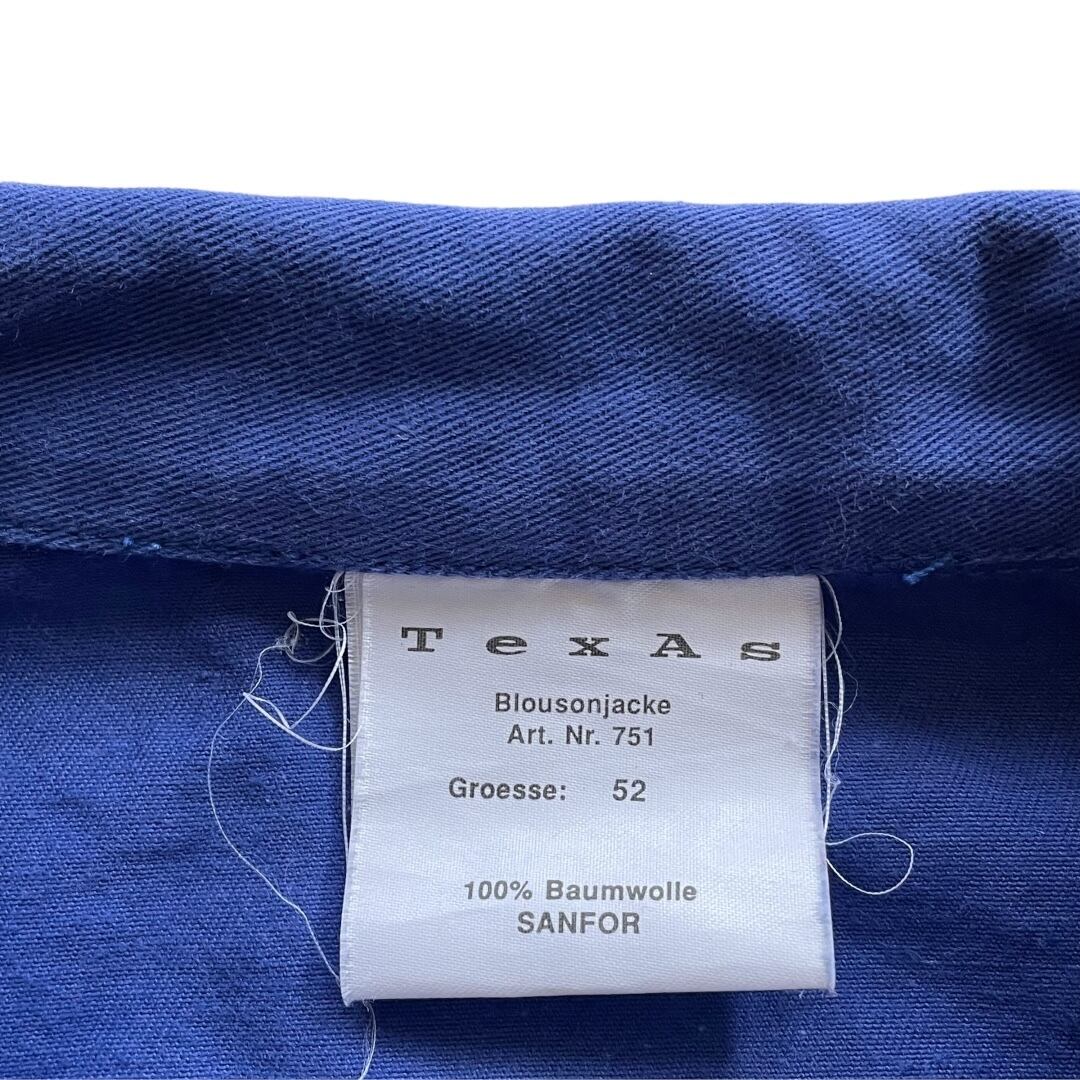 TexAs
Blousonjacke
Art. Nr. 751
Groesse: 52
100% Baumwolle
SANFOR